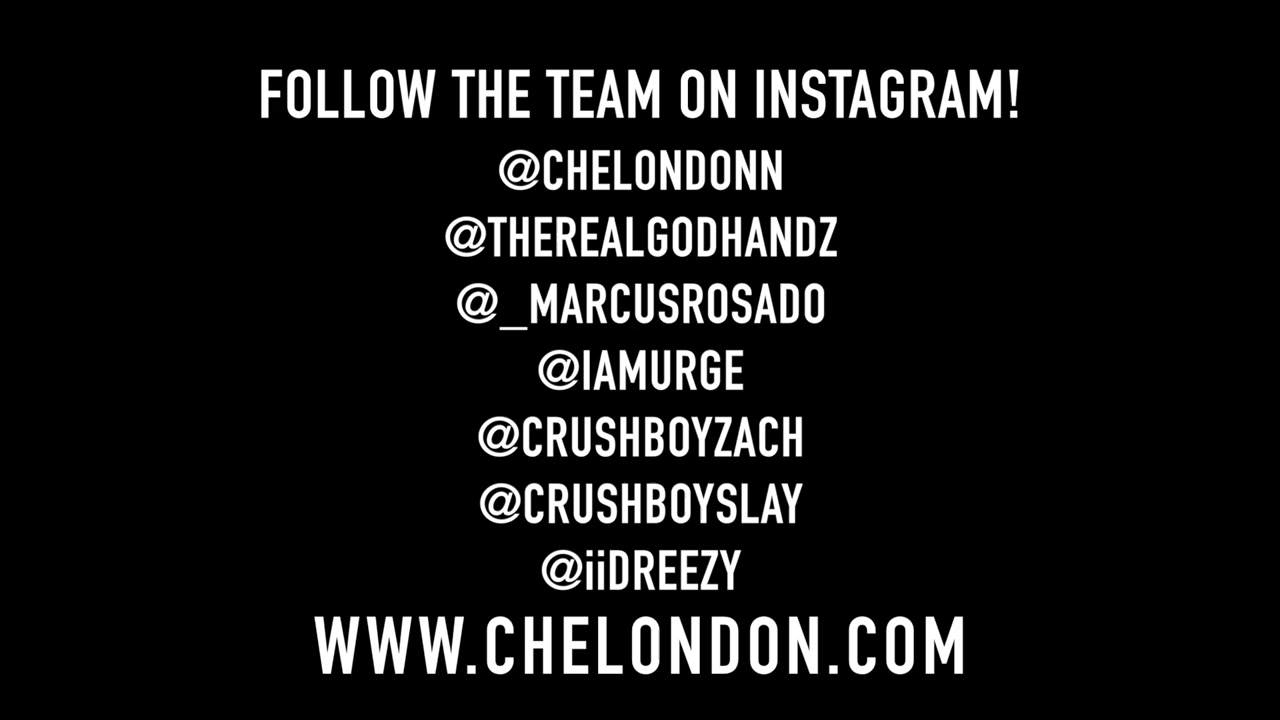 FOLLOW THE TEAM ON INSTAGRAM!
@CHELONDONN
@THEREALGODHANDZ
@_MARCUSROSADO
@IAMURGE
@CRUSHBOYZACH
@CRUSHBOYSLAY
@iiDREEZY
WWW.CHELONDON.COM